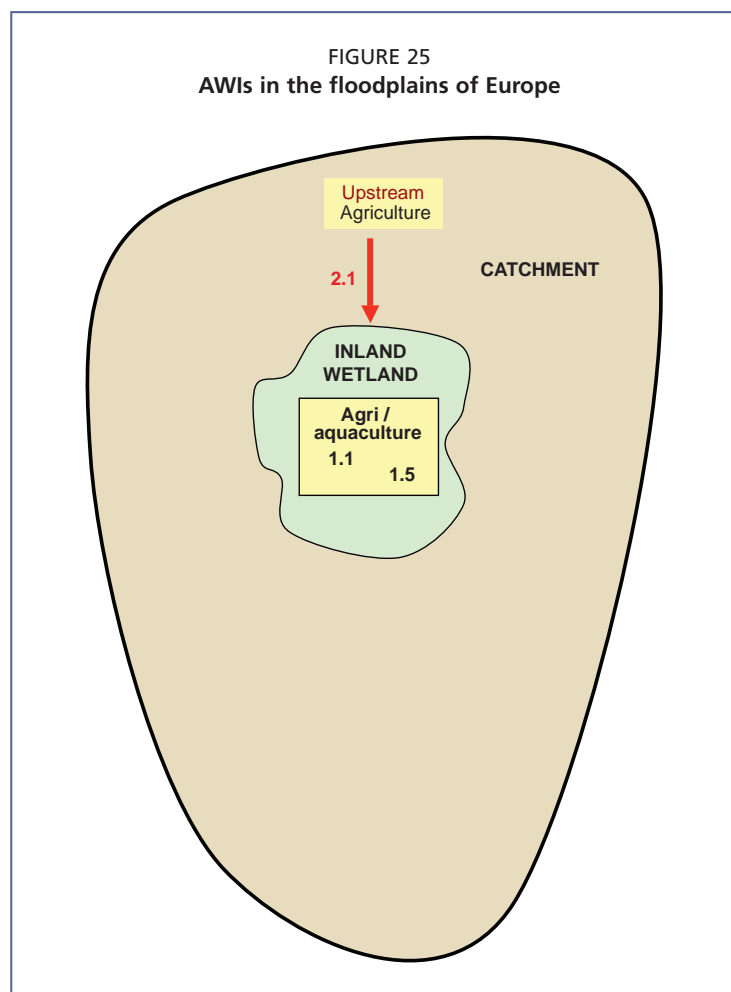 FIGURE 25
AWIs in the floodplains of Europe
Upstream
Agriculture
CATCHMENT
2.1
INLAND
WETLAND
Agri /
aquaculture
1.1
1.5